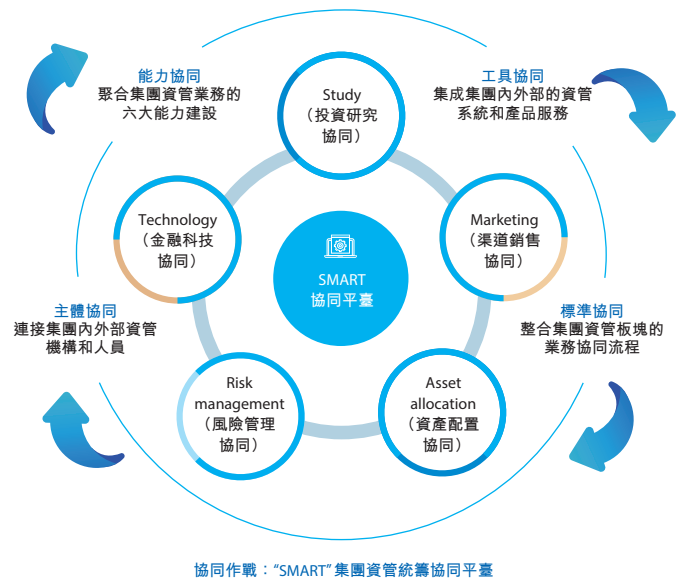 能力協同
聚合集團資管業務的
六大能力建設
工具協同
集成集團內外部的資管
系統和產品服務
Study
（投資研究
協同）
Technology
（金融科技
協同）
Marketing
（渠道銷售
協同）
SMART
協同平臺
主體協同
連接集團內外部資管
機構和人員
標準協同
整合集團資管板塊的
業務協同流程
Risk
management
（風險管理
協同）
Asset
allocation
（資產配置
協同）
協同作戰：“SMART”集團資管統籌協同平臺